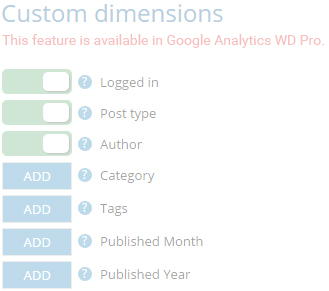 Custom dimensions
This feature is available in Google Analytics WD Pro.
? Logged in
? Post type
? Author
ADD ? Category
ADD ? Tags
ADD ? Published Month
ADD ? Published Year